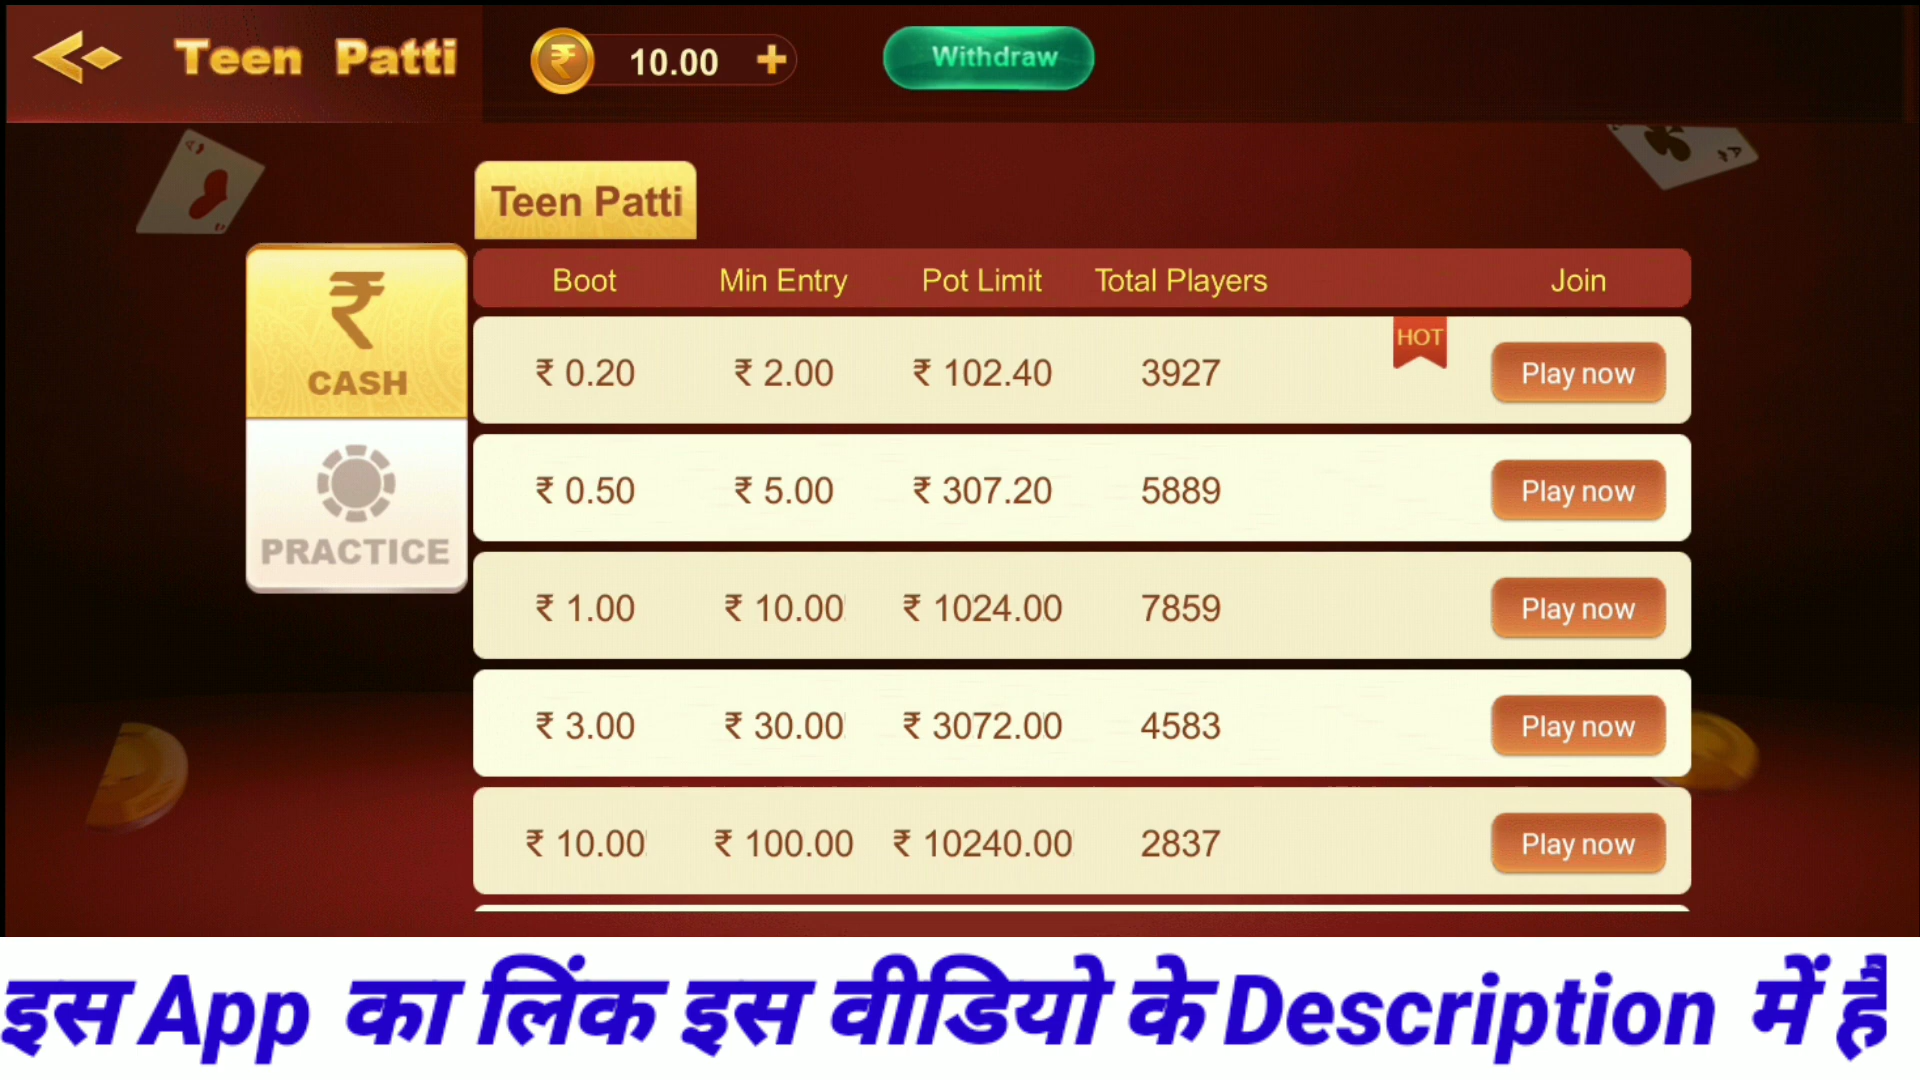 Teen Patti
₹ 10.00 +
Withdraw
Teen Patti
₹
CASH
PRACTICE
Boot Min Entry Pot Limit Total Players Join
₹ 0.20 ₹ 2.00 ₹ 102.40 3927 HOT Play now
₹ 0.50 ₹ 5.00 ₹ 307.20 5889 Play now
₹ 1.00 ₹ 10.00 ₹ 1024.00 7859 Play now
₹ 3.00 ₹ 30.00 ₹ 3072.00 4583 Play now
₹ 10.00 ₹ 100.00 ₹ 10240.00 2837 Play now
इस App का लिंक इस वीडियो के Description में है